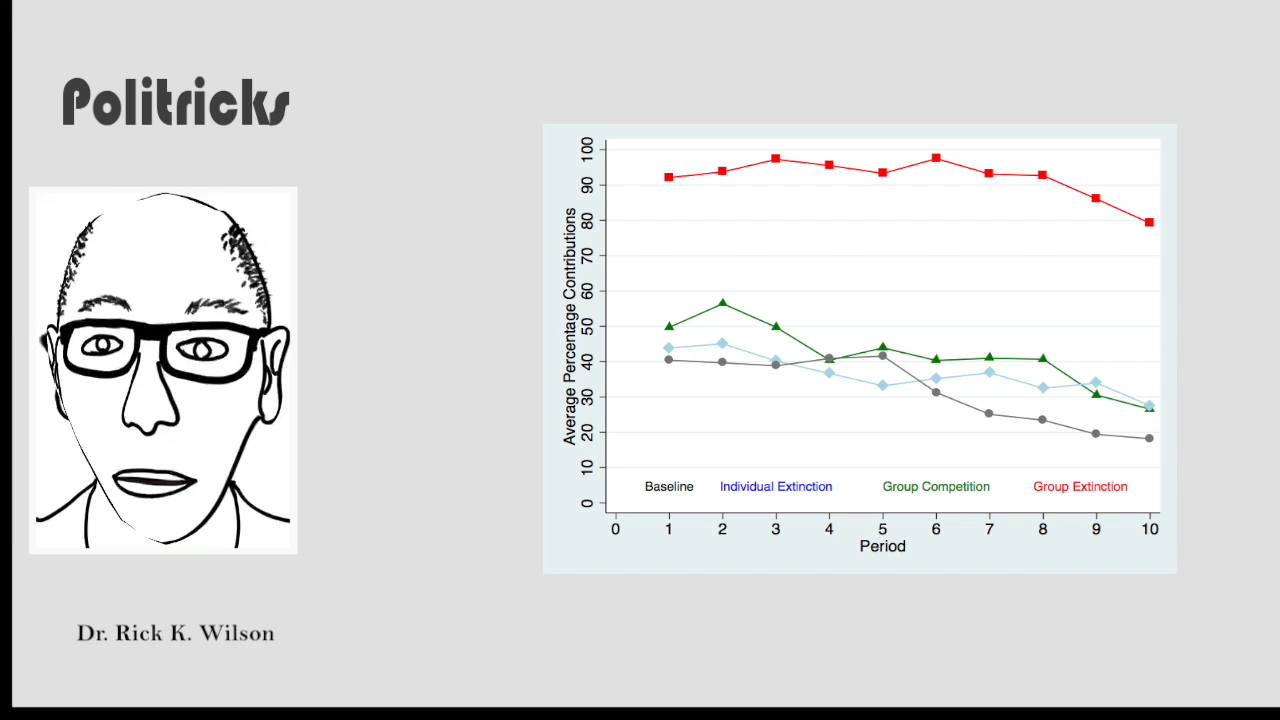 Politricks
Dr. Rick K. Wilson
Average Percentage Contributions
100
90
80
70
60
50
40
30
20
10
0
Baseline Individual Extinction Group Competition Group Extinction
0 1 2 3 4 5 6 7 8 9 10
Period